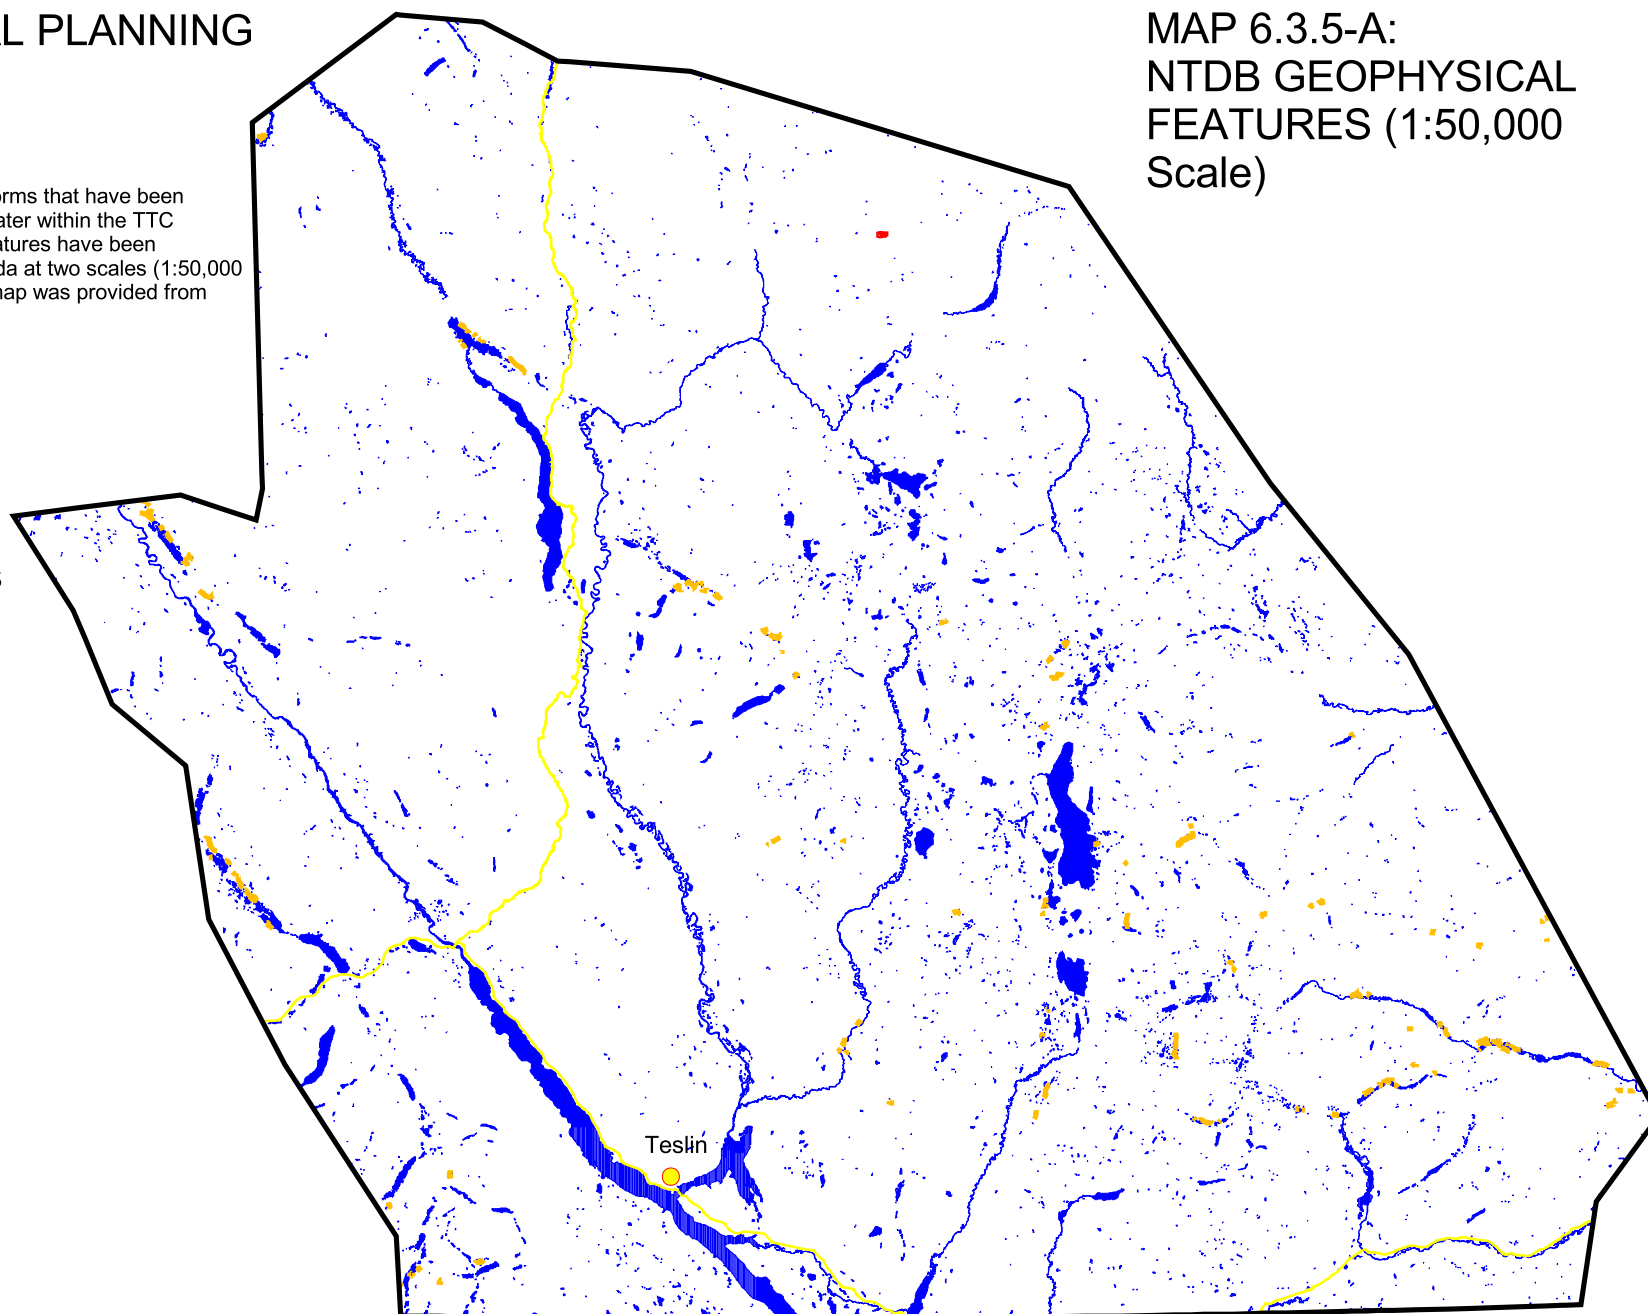 L PLANNING
MAP 6.3.5-A:
NTDB GEOPHYSICAL
FEATURES (1:50,000
Scale)
orms that have been
ater within the TTC
atures have been
da at two scales (1:50,000
map was provided from
Teslin